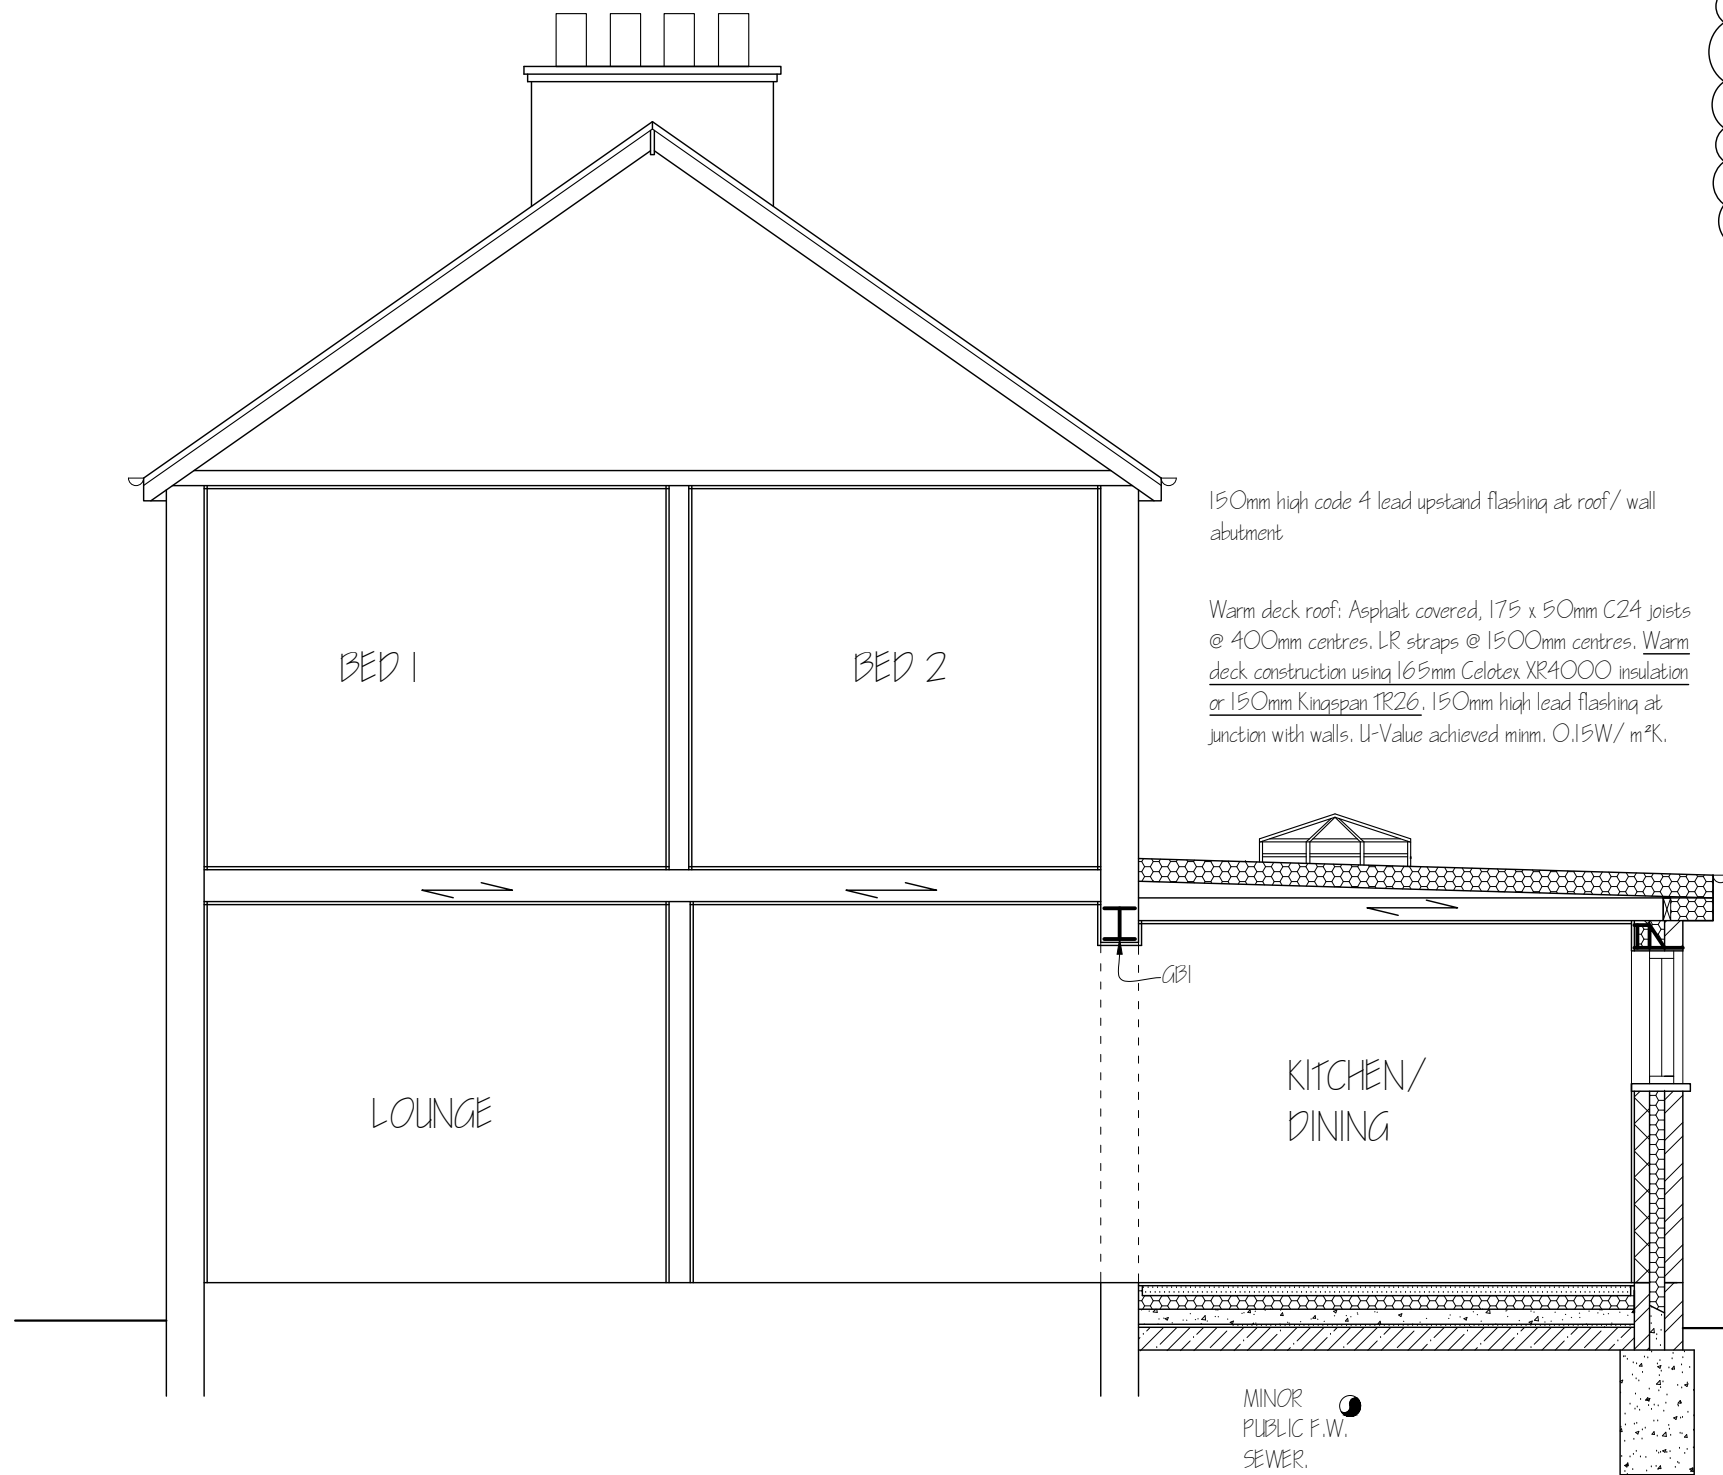 150mm high code 4 lead upstand flashing at roof/ wall
abutment
Warm deck roof: Asphalt covered, 175 x 50mm C24 joists
@ 400mm centres. LR straps @ 1500mm centres. Warm
deck construction using 165mm Celotex XR4000 insulation
or 150mm Kingspan TR26. 150mm high lead flashing at
junction with walls. U-Value achieved minm. 0.15W/ m²K.
BED 1
BED 2
GB1
LOUNGE
KITCHEN/
DINING
MINOR
PUBLIC F.W.
SEWER.